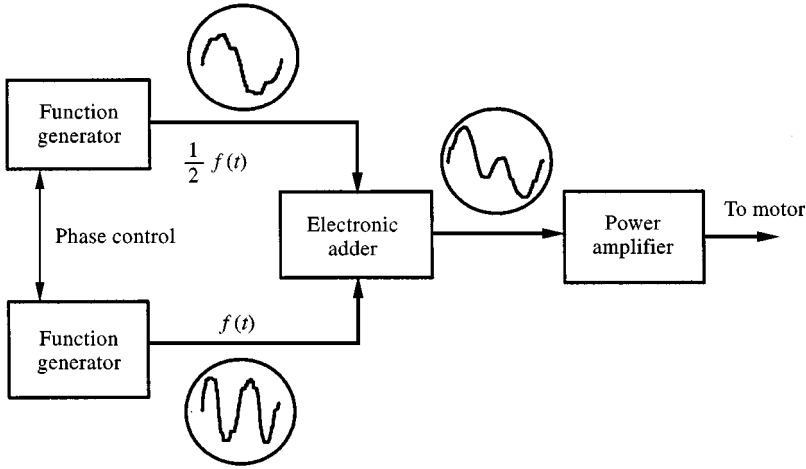 Function
generator
1/2 f(t)
Electronic
adder
Power
amplifier
To motor
Phase control
Function
generator
f(t)